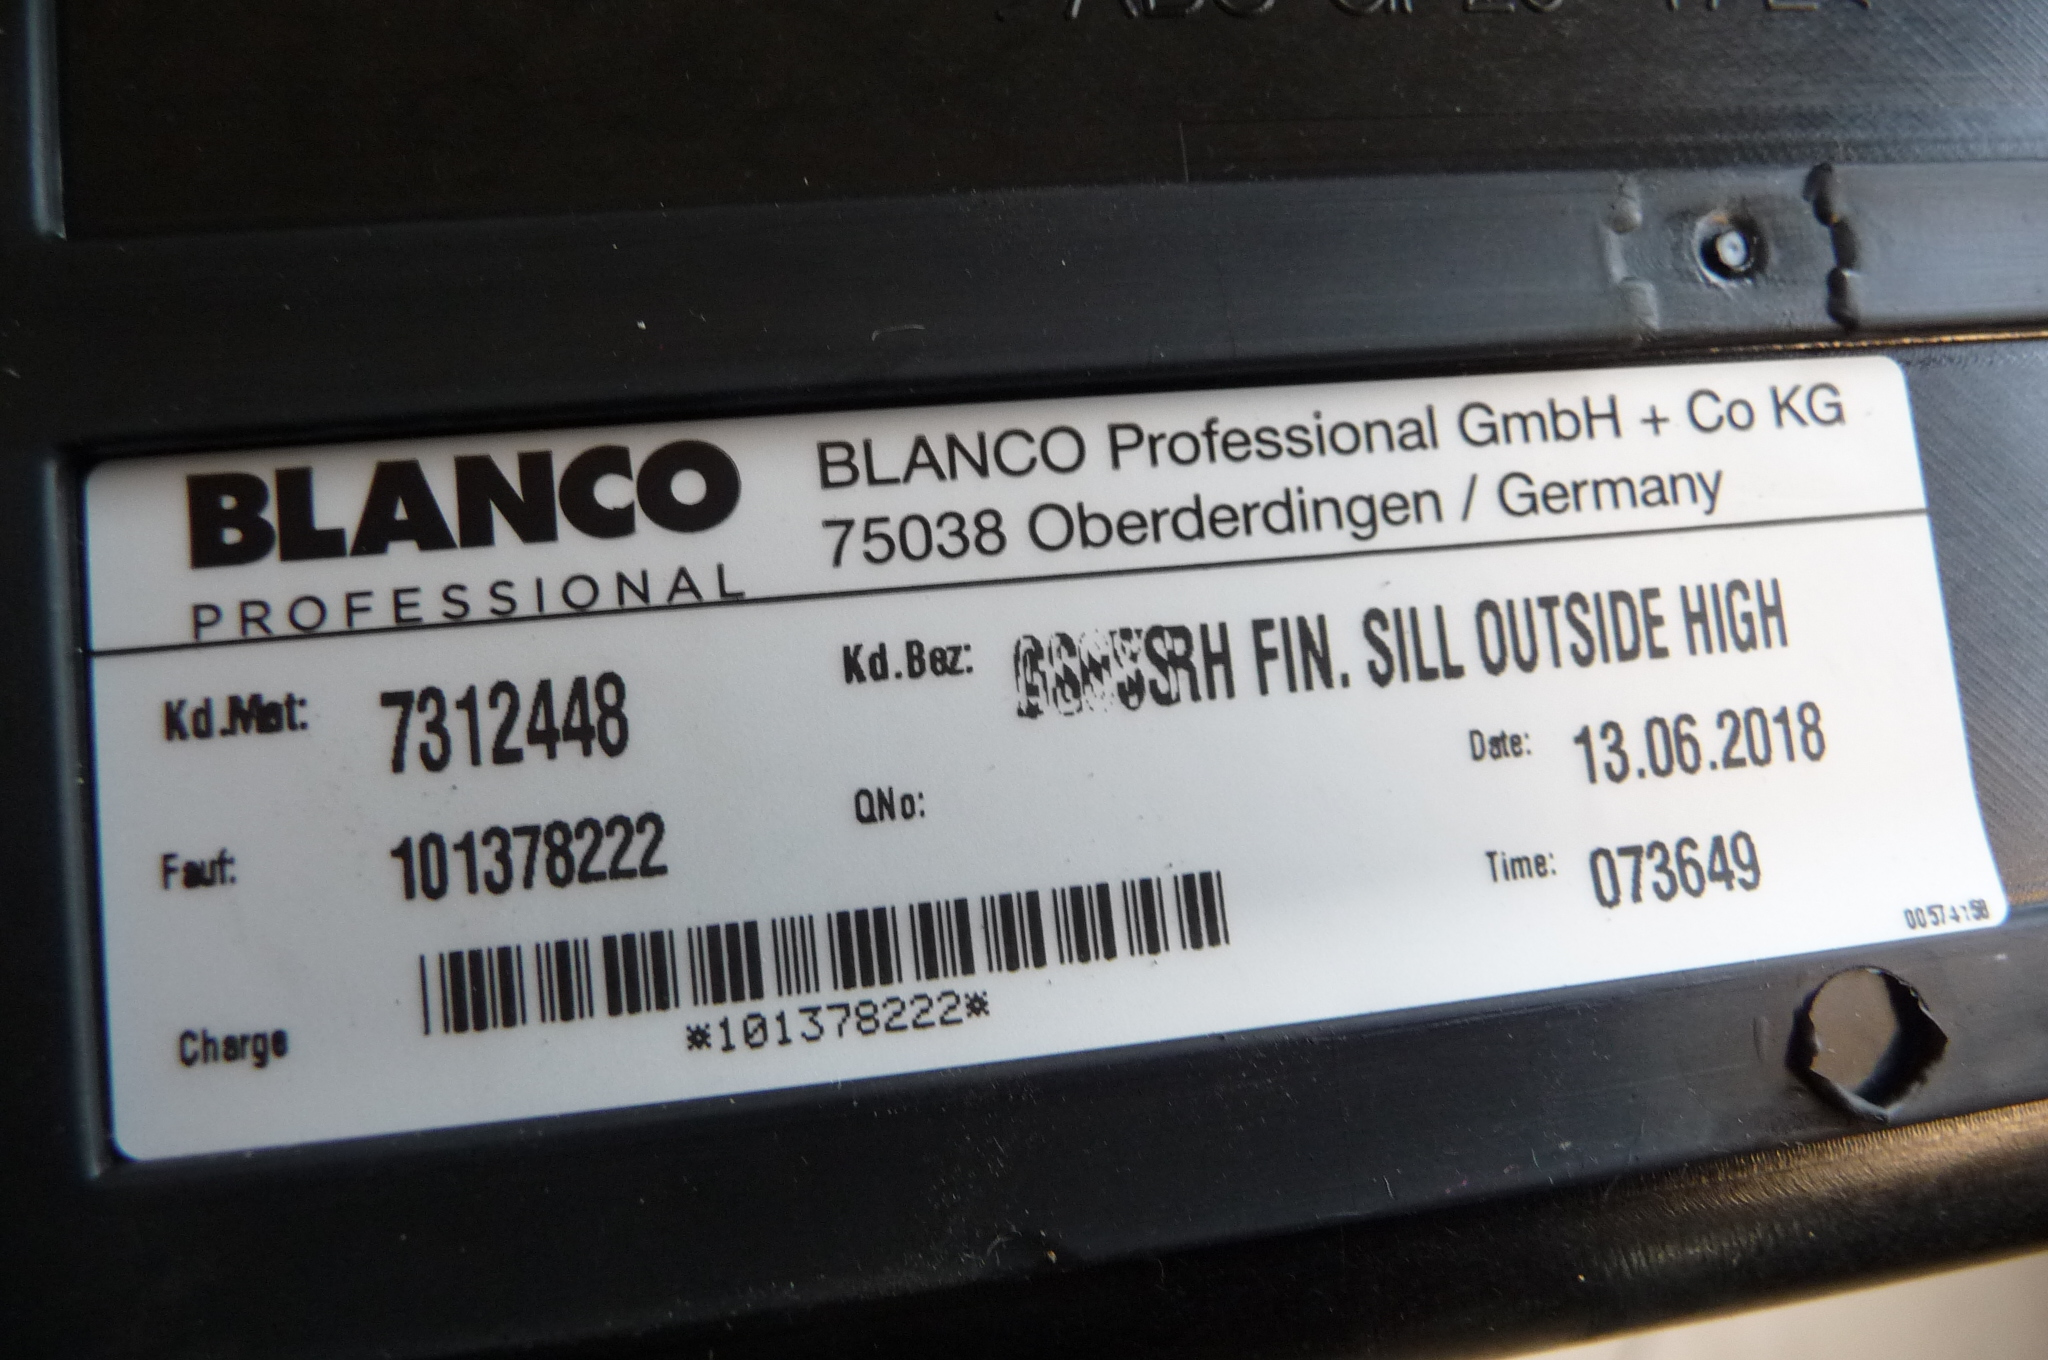 BLANCO
PROFESSIONAL
BLANCO Professional GmbH + Co KG
75038 Oberderdingen / Germany
Kd.Mat: 7312448
Kd.Bez: FIN. SILL OUTSIDE HIGH
Date: 13.06.2018
Fauf: 101378222
QNo:
Time: 073649
Charge
*101378222*